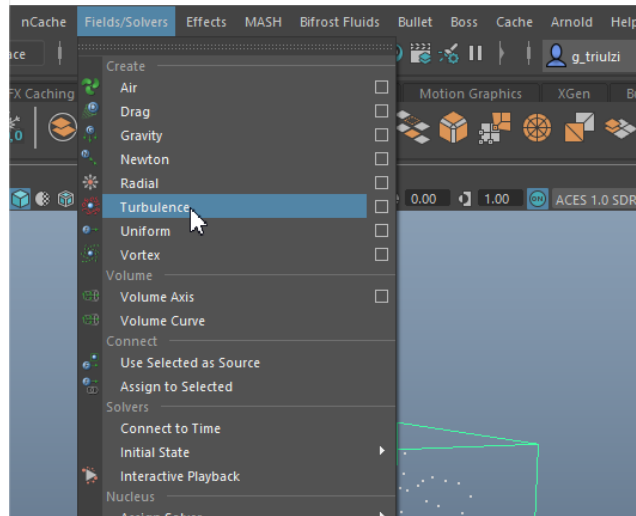 nCache Fields/Solvers Effects MASH Bifrost Fluids Bullet Boss Cache Arnold Help
g_triulzi
FX Caching Motion Graphics XGen
0.00 1.00 ON ACES 1.0 SDR
Create
Air
Drag
Gravity
Newton
Radial
Turbulence
Uniform
Vortex
Volume
Volume Axis
Volume Curve
Connect
Use Selected as Source
Assign to Selected
Solvers
Connect to Time
Initial State
Interactive Playback
Nucleus
Assign Solver